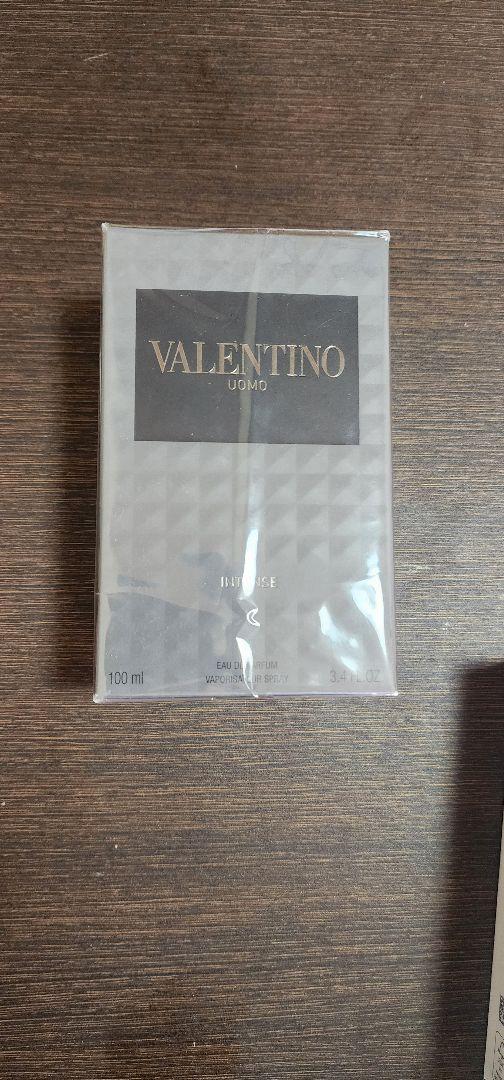 VALENTINO
UOMO
INTENSE
EAU DE PARFUM
100 ml VAPORISATEUR SPRAY 3.4 FL.OZ